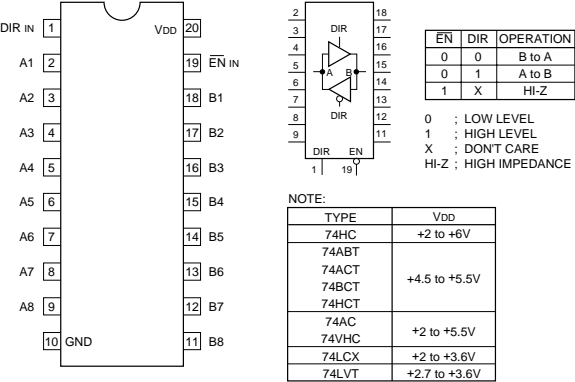 DIR IN 1
VDD 20
A1 2
19 EN IN
A2 3
18 B1
A3 4
17 B2
A4 5
16 B3
A5 6
15 B4
A6 7
14 B5
A7 8
13 B6
A8 9
12 B7
10 GND
11 B8
2 18
3 DIR 17
4 16
5 A B 15
6 14
7 13
8 DIR 12
9 11
DIR EN
1 19
EN DIR OPERATION
0 0 B to A
0 1 A to B
1 X HI-Z
0 ; LOW LEVEL
1 ; HIGH LEVEL
X ; DON'T CARE
HI-Z ; HIGH IMPEDANCE
NOTE:
TYPE VDD
74HC +2 to +6V
74ABT
74ACT
74BCT
74HCT
+4.5 to +5.5V
74AC
74VHC
+2 to +5.5V
74LCX +2 to +3.6V
74LVT +2.7 to +3.6V